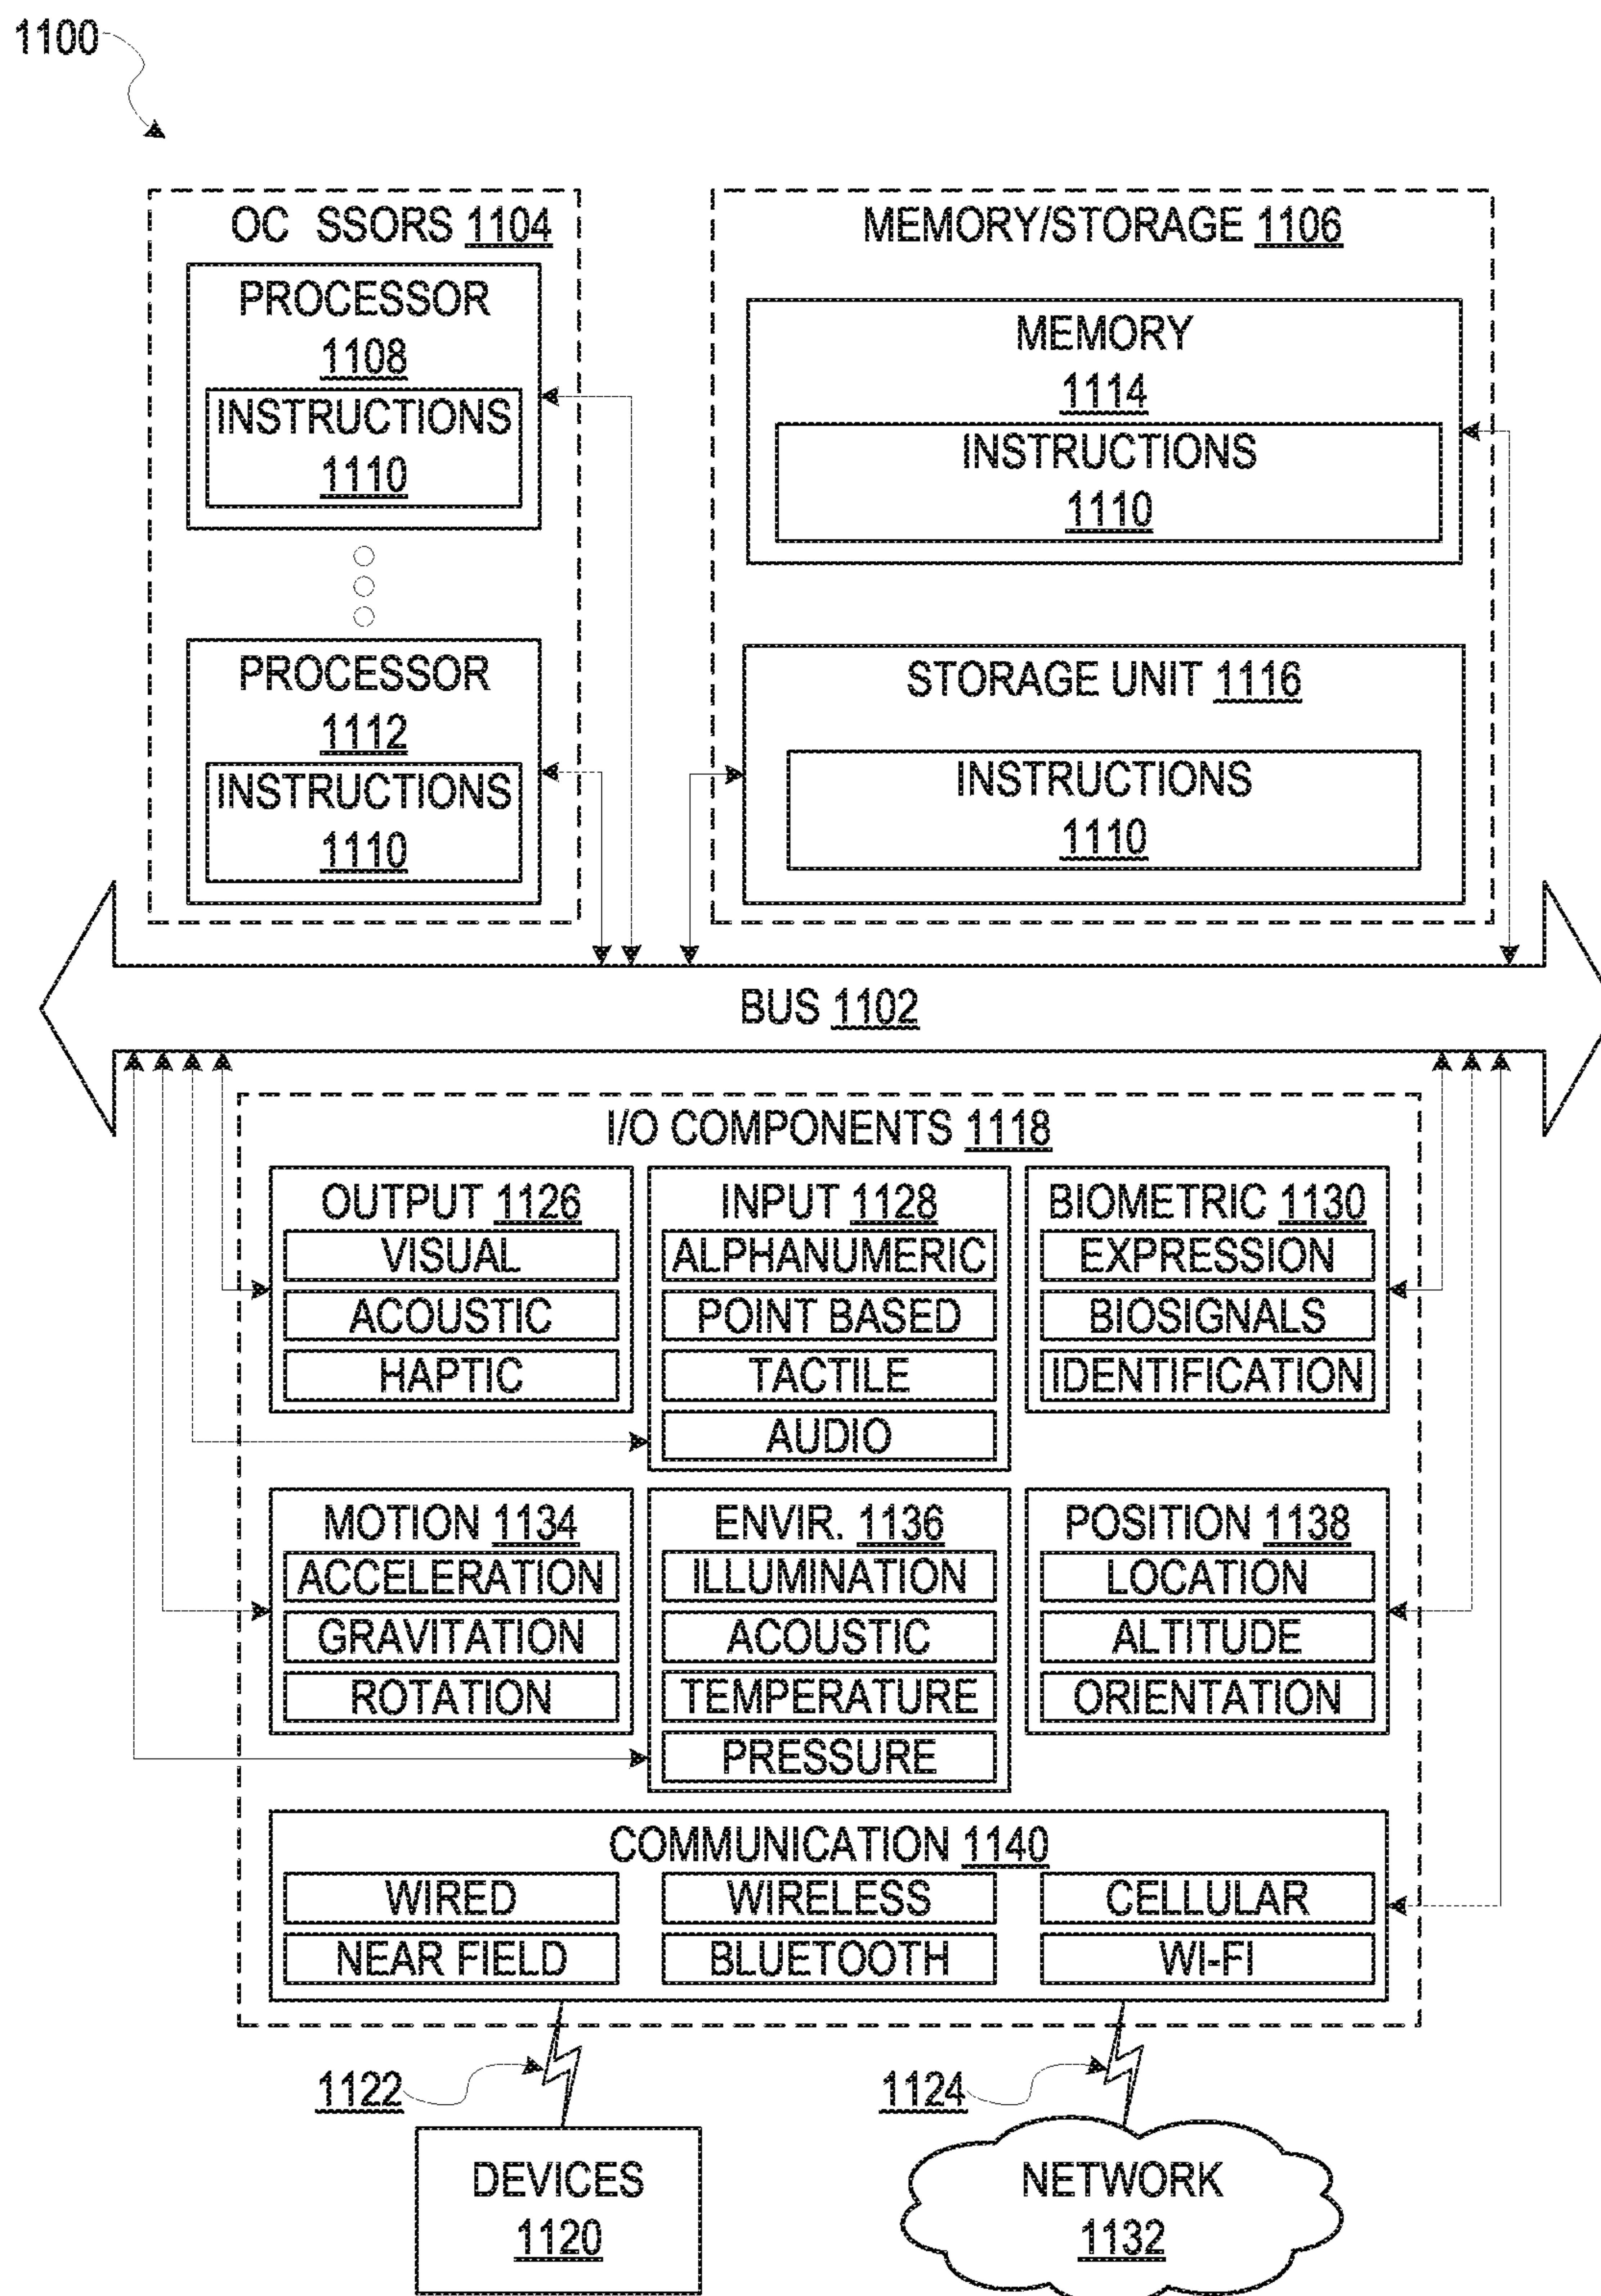 1100
OC SSORS 1104
PROCESSOR
1108
INSTRUCTIONS
1110
PROCESSOR
1112
INSTRUCTIONS
1110
MEMORY/STORAGE 1106
MEMORY
1114
INSTRUCTIONS
1110
STORAGE UNIT 1116
INSTRUCTIONS
1110
BUS 1102
I/O COMPONENTS 1118
OUTPUT 1126
VISUAL
ACOUSTIC
HAPTIC
INPUT 1128
ALPHANUMERIC
POINT BASED
TACTILE
AUDIO
BIOMETRIC 1130
EXPRESSION
BIOSIGNALS
IDENTIFICATION
MOTION 1134
ACCELERATION
GRAVITATION
ROTATION
ENVIR. 1136
ILLUMINATION
ACOUSTIC
TEMPERATURE
PRESSURE
POSITION 1138
LOCATION
ALTITUDE
ORIENTATION
COMMUNICATION 1140
WIRED
WIRELESS
CELLULAR
NEAR FIELD
BLUETOOTH
WI-FI
1122
1124
DEVICES
1120
NETWORK
1132